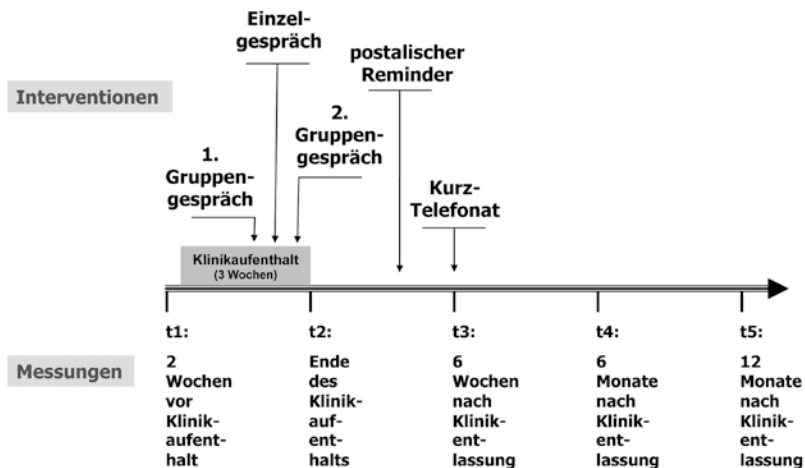 Einzel-
gespräch
postalischer
Reminder
Interventionen
2.
Gruppen-
gespräch
1.
Gruppen-
gespräch
Kurz-
Telefonat
Klinikaufenthalt
(3 Wochen)
t1:
2
Wochen
vor
Klinik-
aufent-
halt
t2:
Ende
des
Klinik-
auf-
ent-
halts
t3:
6
Wochen
nach
Klinik-
ent-
lassung
t4:
6
Monate
nach
Klinik-
ent-
lassung
t5:
12
Monate
nach
Klinik-
ent-
lassung
Messungen